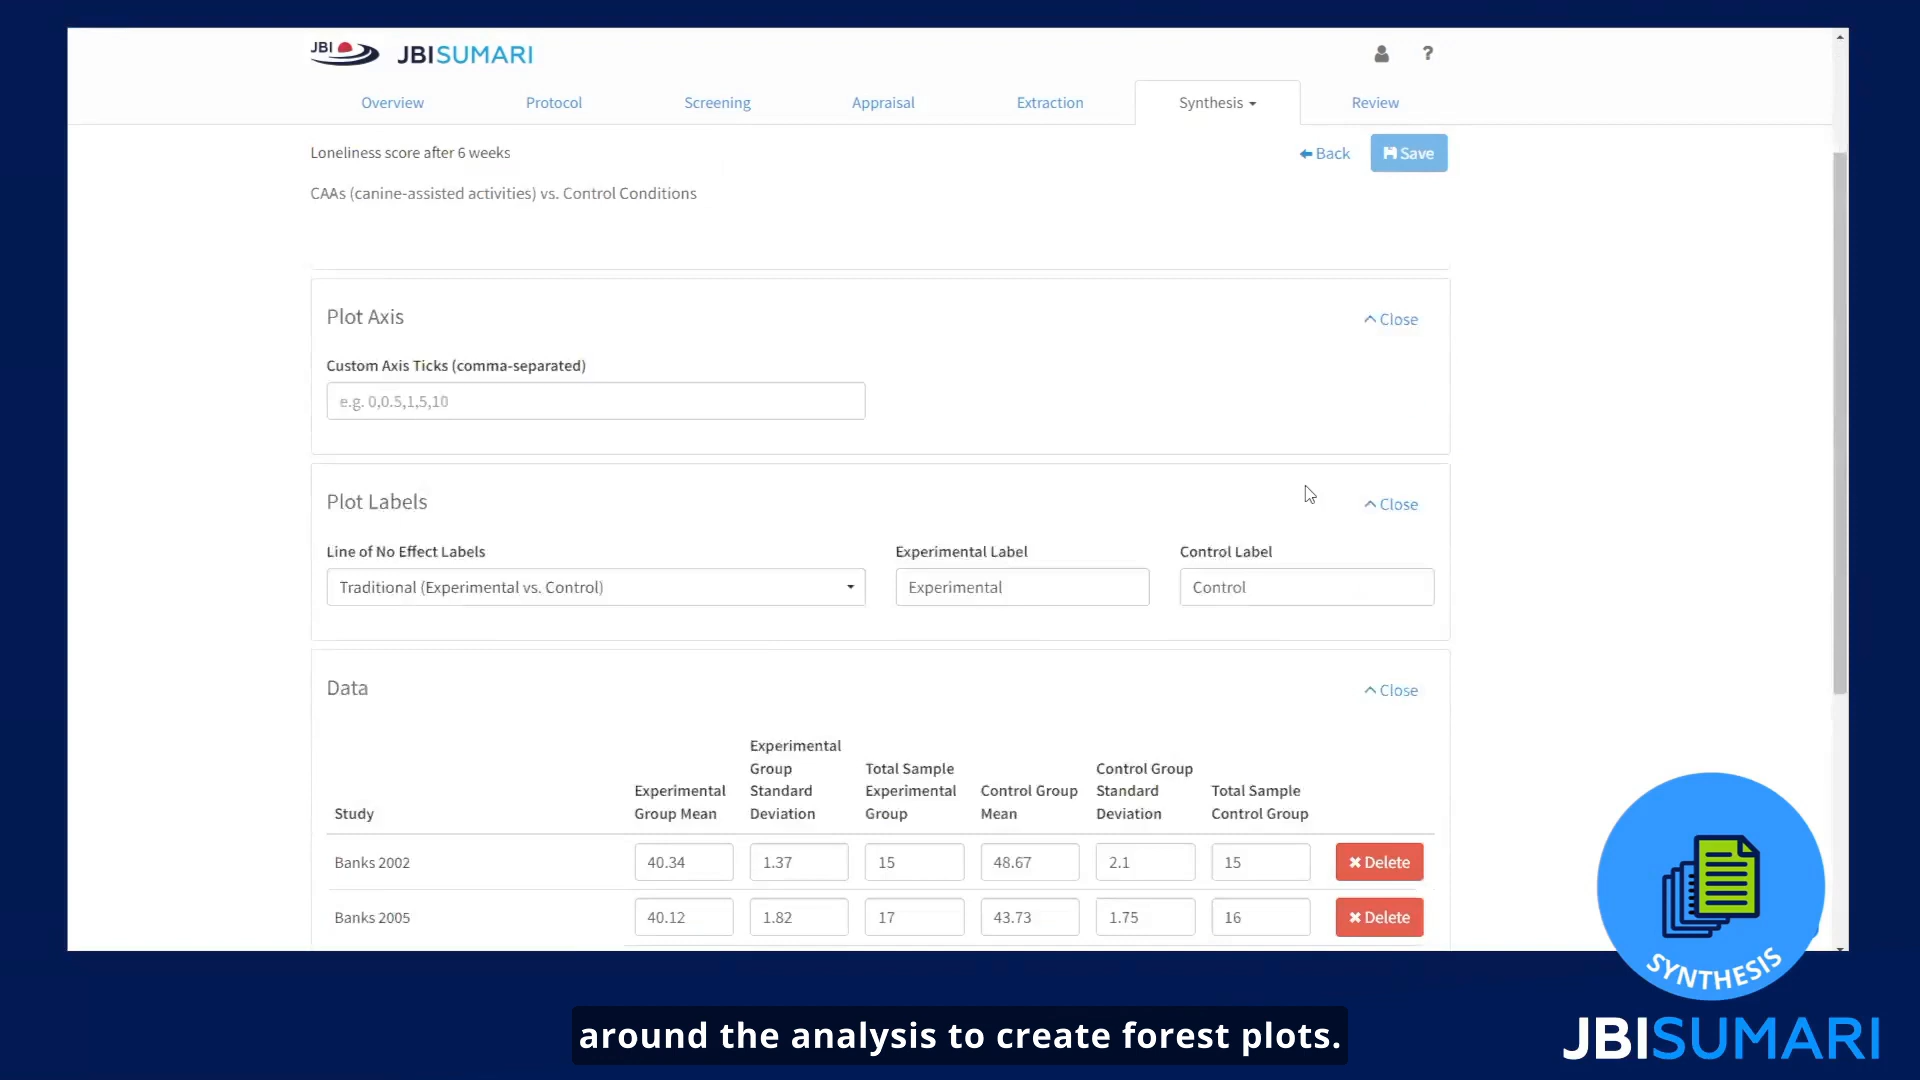 JBI JBISUMARI ?
Overview Protocol Screening Appraisal Extraction Synthesis Review
Loneliness score after 6 weeks Back Save
CAAs (canine-assisted activities) vs. Control Conditions
Plot Axis Close
Custom Axis Ticks (comma-separated)
e.g. 0,0.5,1,5,10
Plot Labels Close
Line of No Effect Labels Experimental Label Control Label
Traditional (Experimental vs. Control) Experimental Control
Data Close
Experimental
Group Total Sample Control Group
Experimental Standard Experimental Control Group Standard Total Sample
Study Group Mean Deviation Group Mean Deviation Control Group
Banks 2002 40.34 1.37 15 48.67 2.1 15 Delete
Banks 2005 40.12 1.82 17 43.73 1.75 16 Delete
SYNTHESIS
around the analysis to create forest plots.
JBISUMARI